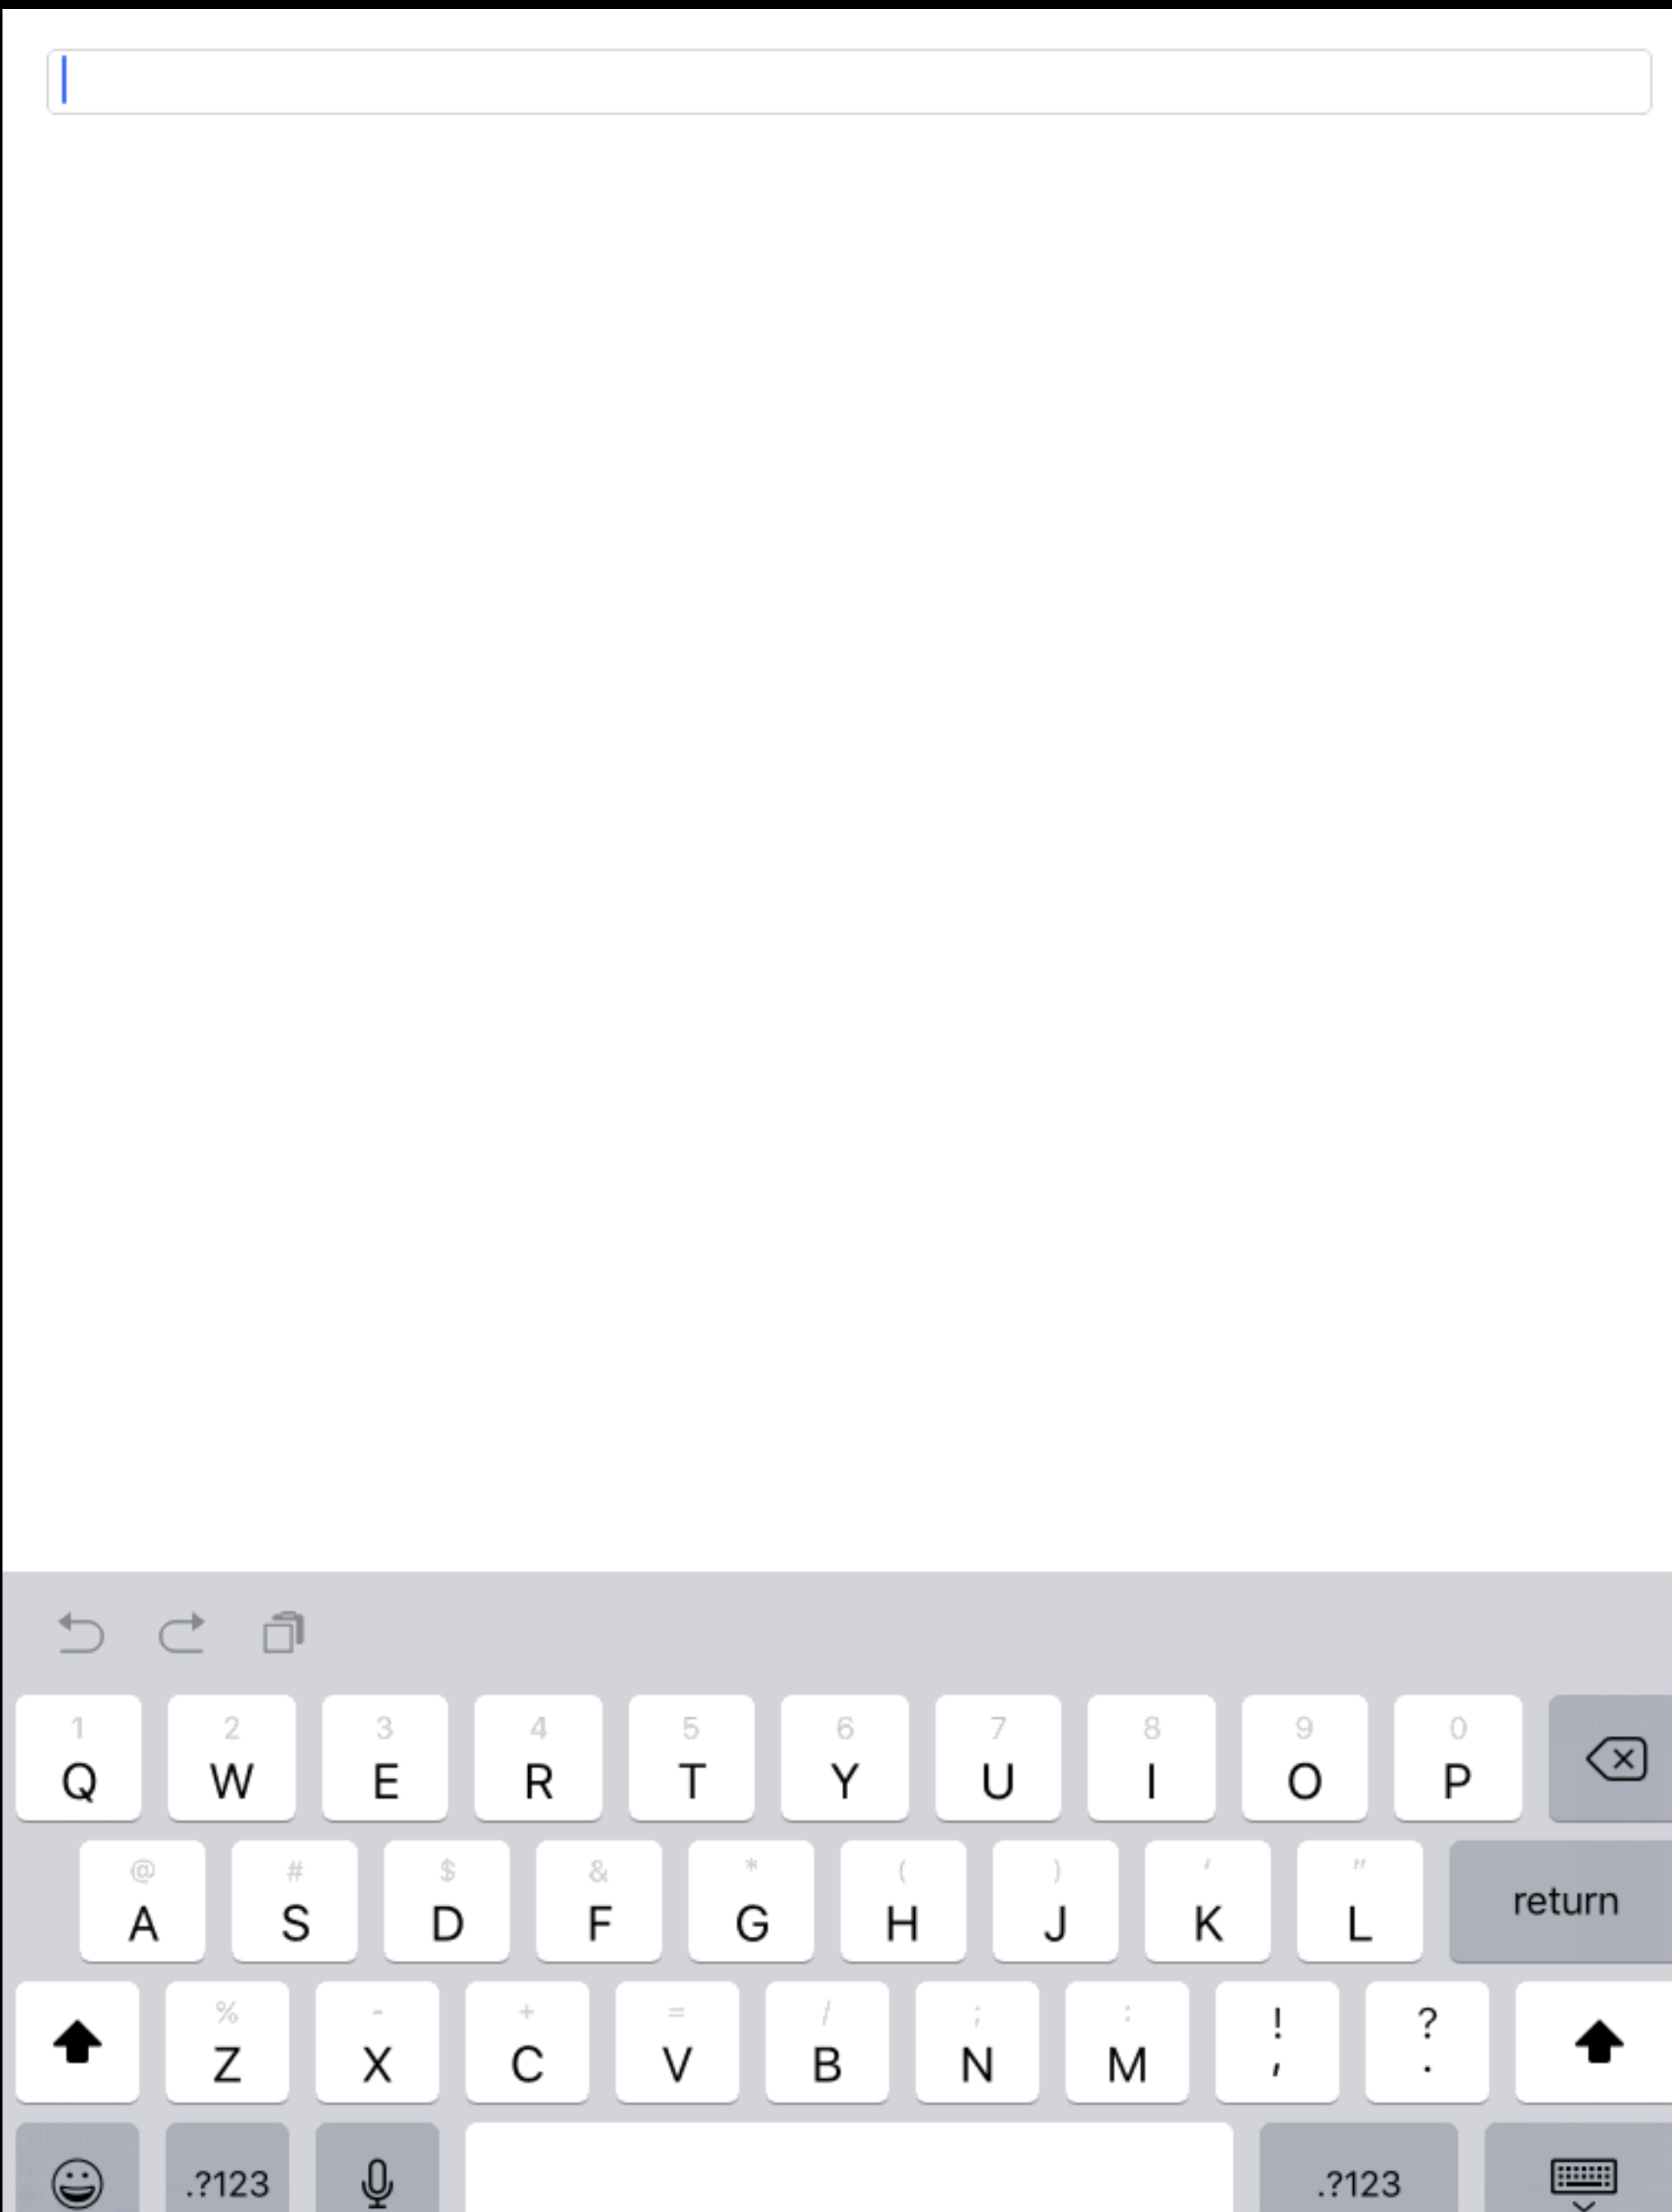 1 2 3 4 5 6 7 8 9 0
Q W E R T Y U I O P
@ # $ & * ( ) ' "
A S D F G H J K L return
% - + = / ; : ! ?
Z X C V B N M , .
.?123 .?123